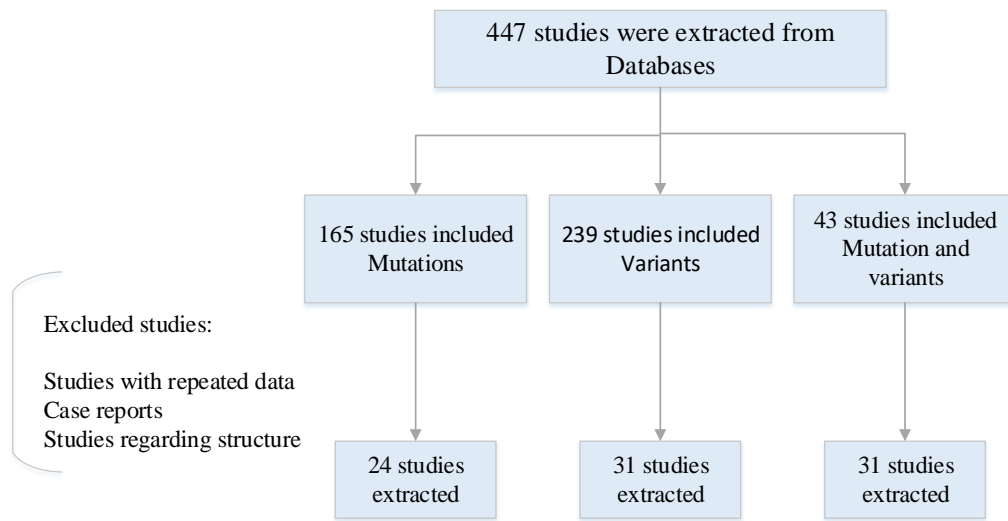 447 studies were extracted from
Databases
165 studies included
Mutations
239 studies included
Variants
43 studies included
Mutation and
variants
Excluded studies:
Studies with repeated data
Case reports
Studies regarding structure
24 studies
extracted
31 studies
extracted
31 studies
extracted